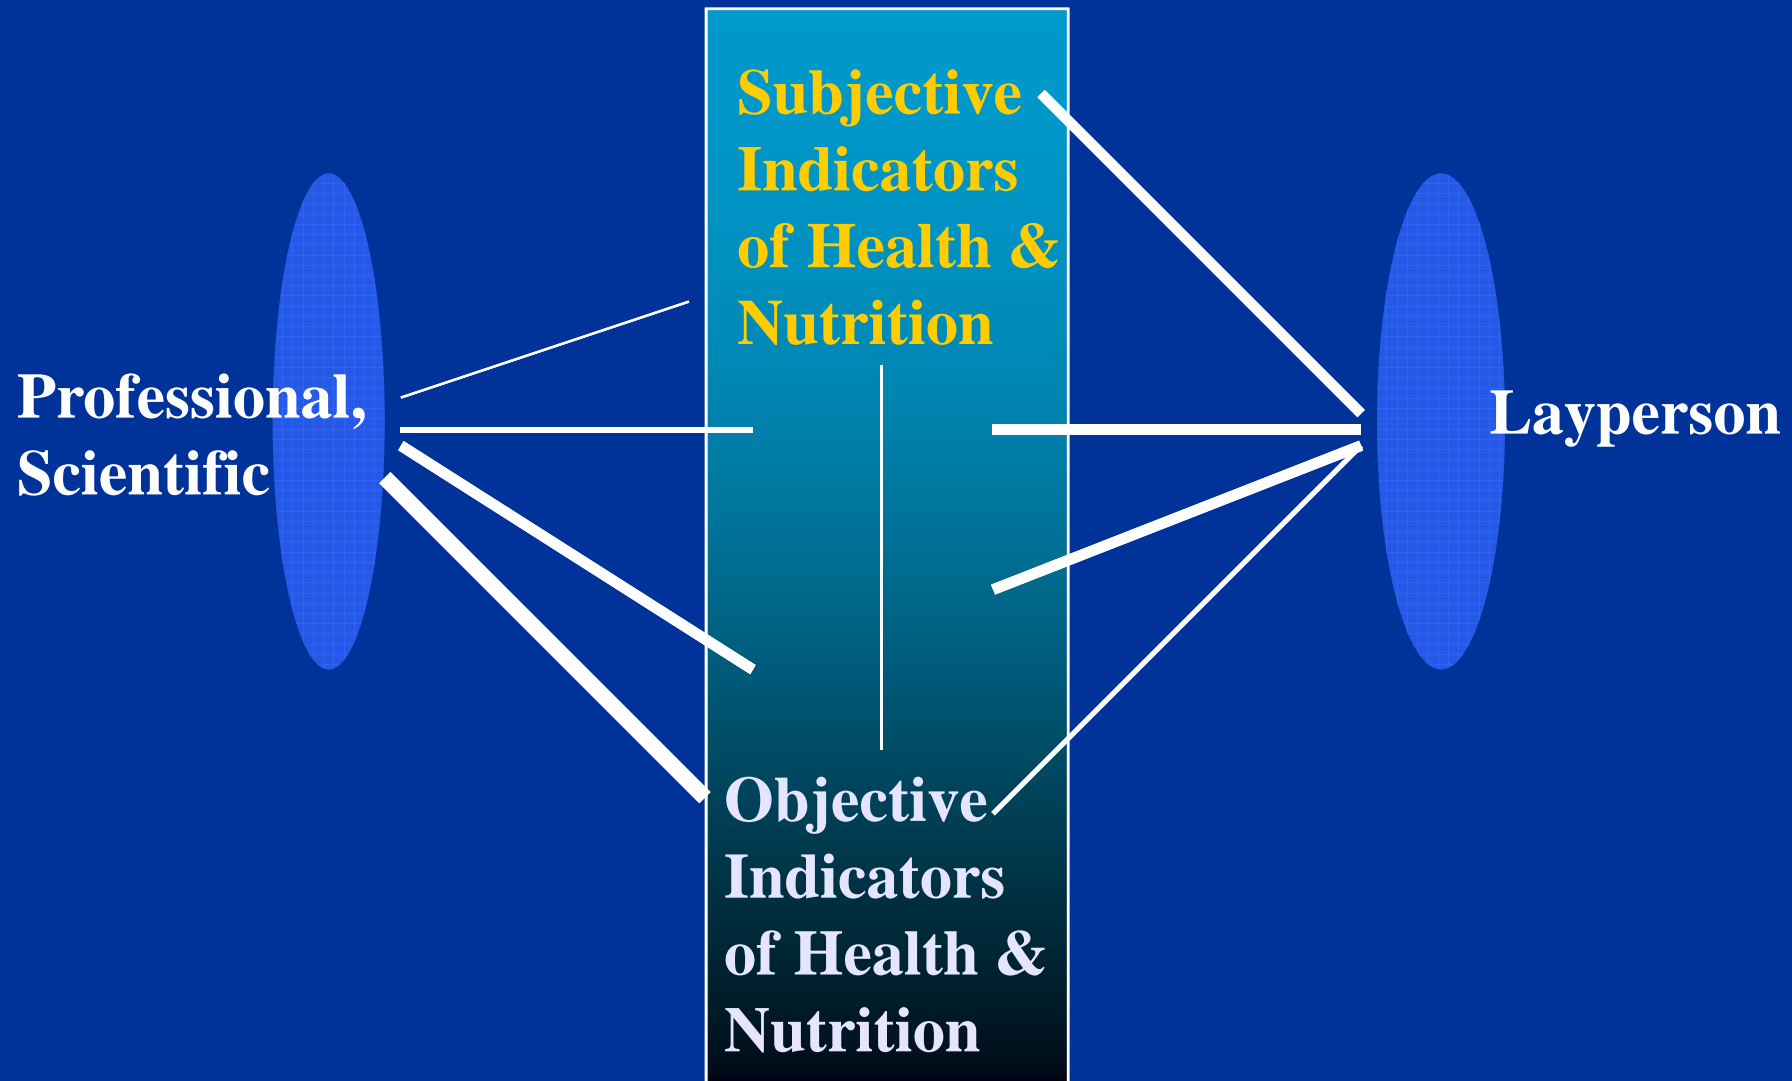 Subjective
Indicators
of Health &
Nutrition
Professional,
Scientific
Layperson
Objective
Indicators
of Health &
Nutrition